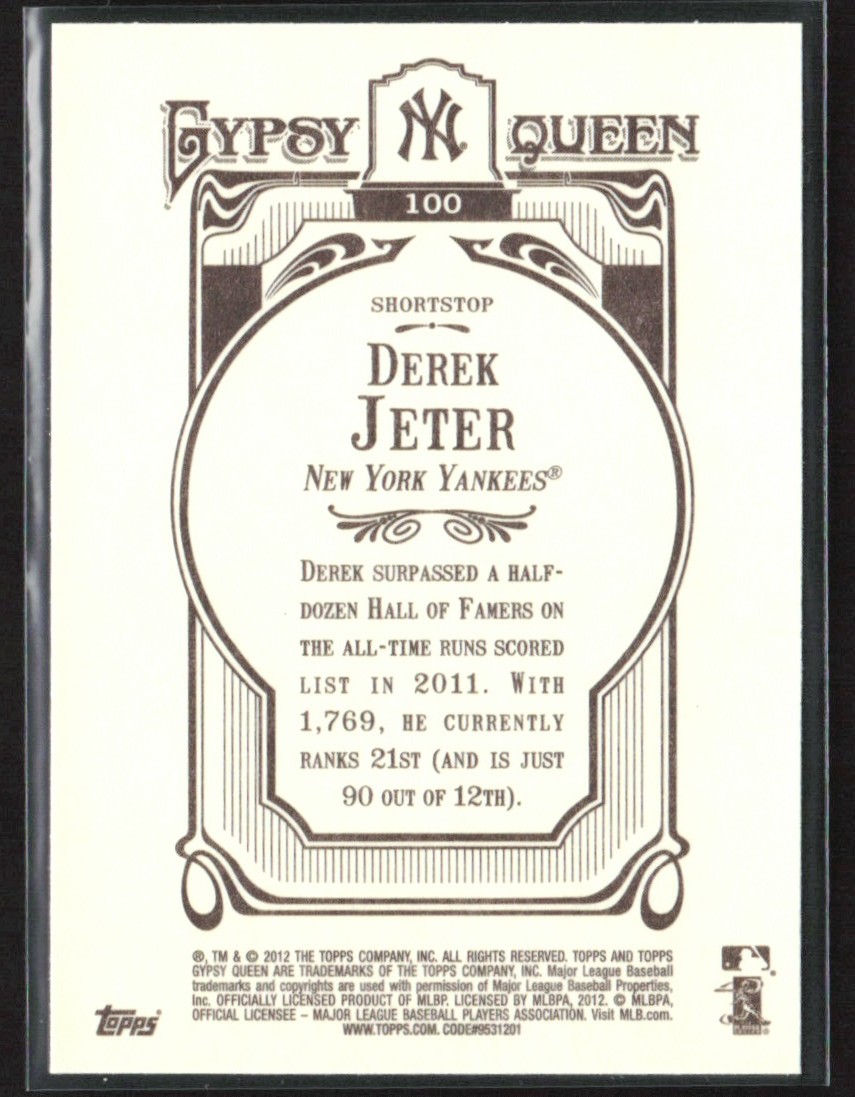 GYPSY NY QUEEN
100
SHORTSTOP
DEREK
JETER
NEW YORK YANKEES®
DEREK SURPASSED A HALF-
DOZEN HALL OF FAMERS ON
THE ALL-TIME RUNS SCORED
LIST IN 2011. WITH
1,769, HE CURRENTLY
RANKS 21ST (AND IS JUST
90 OUT OF 12TH).
®, TM & © 2012 THE TOPPS COMPANY, INC. ALL RIGHTS RESERVED. TOPPS AND TOPPS
GYPSY QUEEN ARE TRADEMARKS OF THE TOPPS COMPANY, INC. Major League Baseball
trademarks and copyrights are used with permission of Major League Baseball Properties,
Inc. OFFICIALLY LICENSED PRODUCT OF MLBP. LICENSED BY MLBPA, 2012. © MLBPA,
OFFICIAL LICENSEE – MAJOR LEAGUE BASEBALL PLAYERS ASSOCIATION. Visit MLB.com.
WWW.TOPPS.COM. CODE#9531201
Topps®